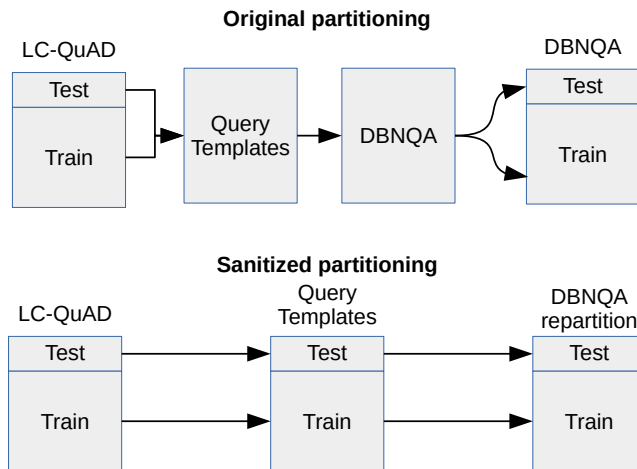 Original partitioning
LC-QuAD
DBNQA
Test
Train
Query
Templates
DBNQA
Test
Train
Sanitized partitioning
LC-QuAD
Query
Templates
DBNQA
repartition
Test
Test
Test
Train
Train
Train